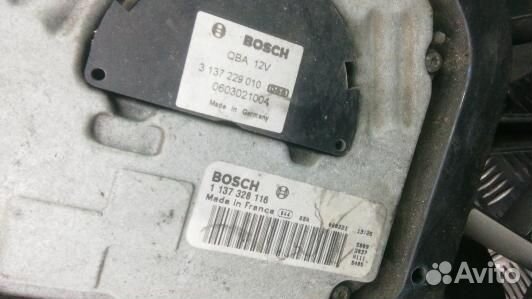 BOSCH
QBA 12V
3 137 229 010
0603021004
Made in Germany
BOSCH
1 137 328 116
Made in France
Avito